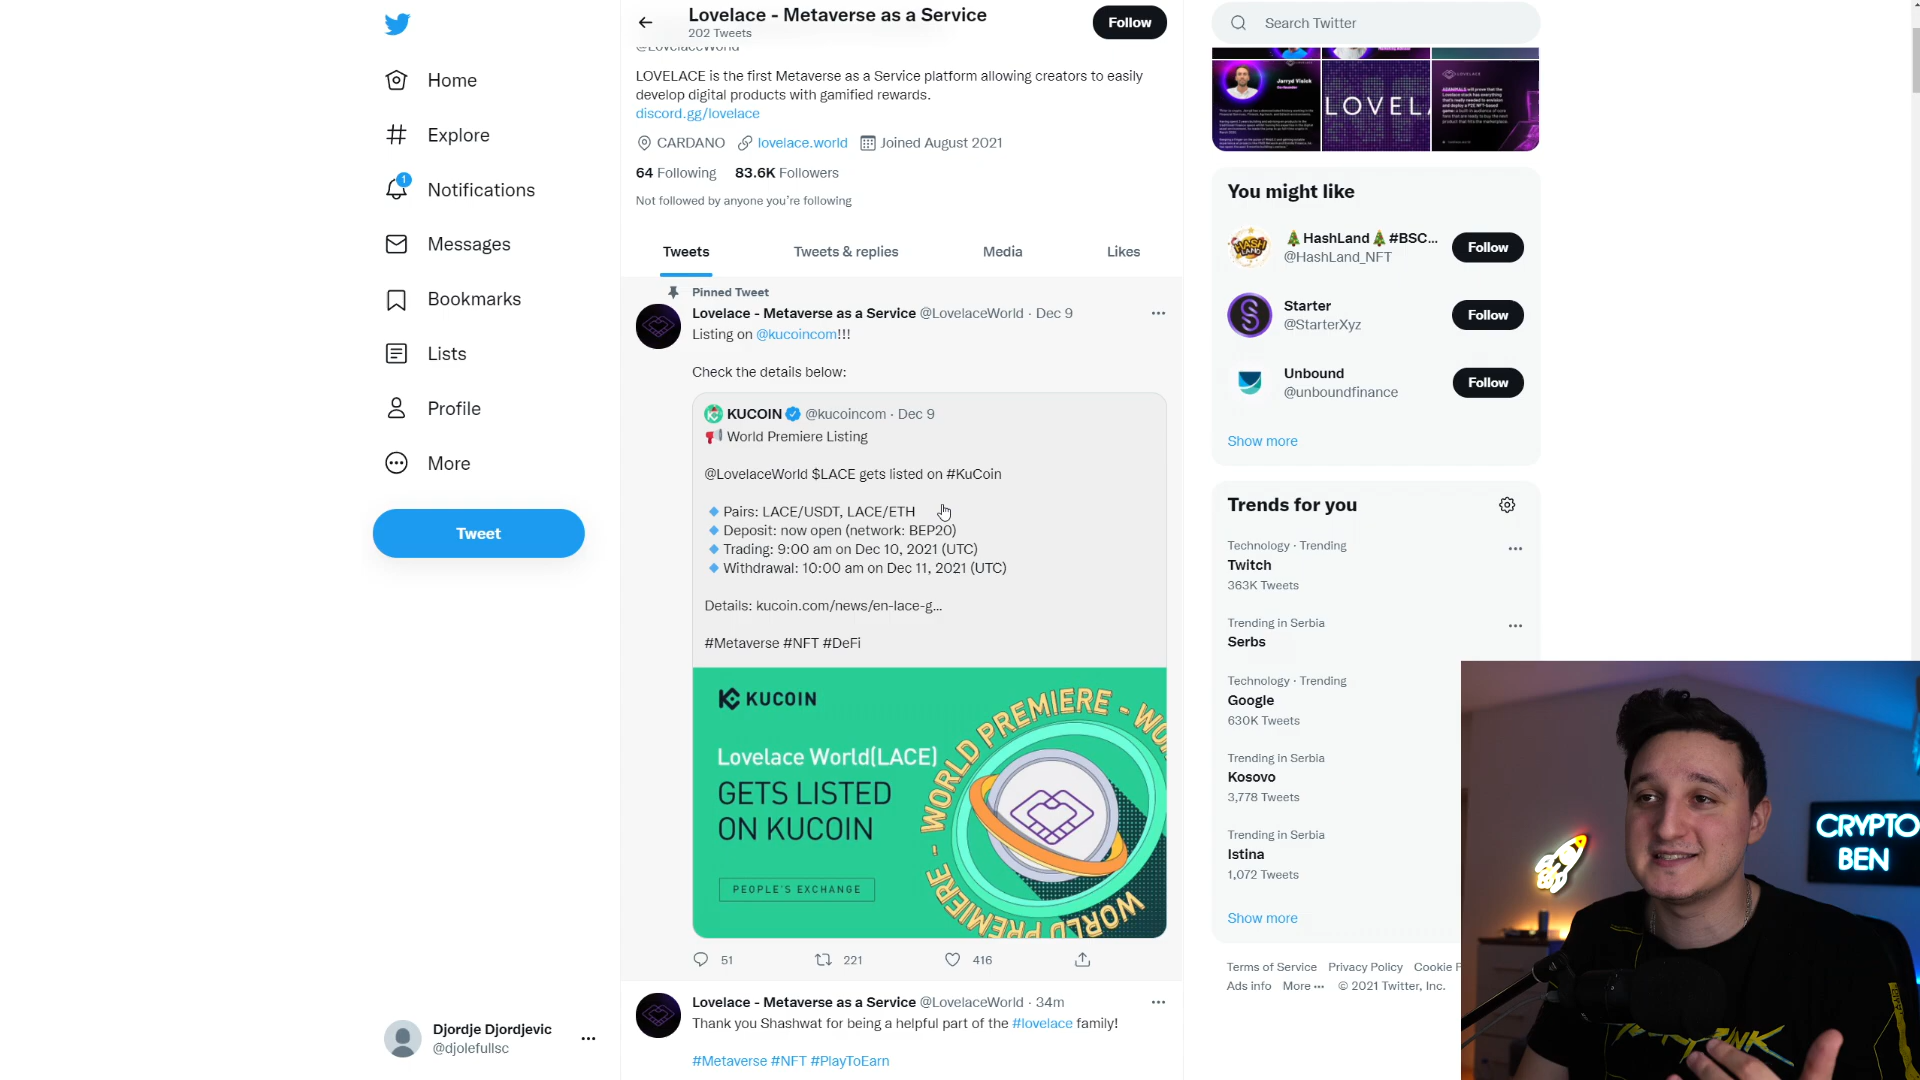 Lovelace - Metaverse as a Service
202 Tweets
Follow
Search Twitter
@LovelaceWorld
LOVELACE is the first Metaverse as a Service platform allowing creators to easily
develop digital products with gamified rewards.
discord.gg/lovelace
CARDANO lovelace.world Joined August 2021
64 Following 83.6K Followers
Not followed by anyone you're following
Tweets Tweets & replies Media Likes
Home
Explore
1
Notifications
Messages
Bookmarks
Lists
Profile
More
Tweet
Djordje Djordjevic
@djolefullsc
Pinned Tweet
Lovelace - Metaverse as a Service @LovelaceWorld · Dec 9
Listing on @kucoincom!!!
Check the details below:
KUCOIN @kucoincom · Dec 9
World Premiere Listing
@LovelaceWorld $LACE gets listed on #KuCoin
Pairs: LACE/USDT, LACE/ETH
Deposit: now open (network: BEP20)
Trading: 9:00 am on Dec 10, 2021 (UTC)
Withdrawal: 10:00 am on Dec 11, 2021 (UTC)
Details: kucoin.com/news/en-lace-g...
#Metaverse #NFT #DeFi
KUCOIN
Lovelace World(LACE)
GETS LISTED
ON KUCOIN
PEOPLE'S EXCHANGE
WORLD PREMIERE - WO
WORLD PREMIERE -
51 221 416
Lovelace - Metaverse as a Service @LovelaceWorld · 34m
Thank you Shashwat for being a helpful part of the #lovelace family!
#Metaverse #NFT #PlayToEarn
Jarryd Visick
LOVELA
LOVELACE
You might like
HASH LAND
HashLand #BSC...
@HashLand_NFT
Follow
Starter
@StarterXyz
Follow
Unbound
@unboundfinance
Follow
Show more
Trends for you
Technology · Trending
Twitch
363K Tweets
Trending in Serbia
Serbs
Technology · Trending
Google
630K Tweets
Trending in Serbia
Kosovo
3,778 Tweets
Trending in Serbia
Istina
1,072 Tweets
Show more
Terms of Service Privacy Policy Cookie
Ads info More ··· © 2021 Twitter, Inc.
CRYPTO
BEN